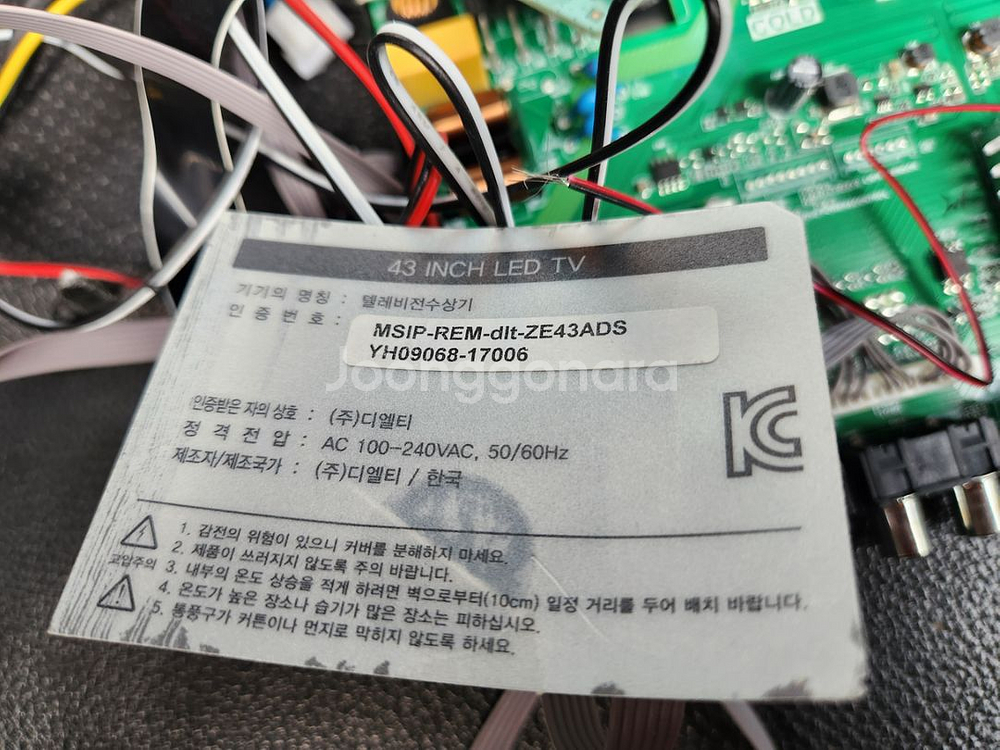 COLD
43 INCH LED TV
기기의 명칭 : 텔레비전수상기
인 증 번 호 :
MSIP-REM-dlt-ZE43ADS
YH09068-17006
Joonggonara
인증받은 자의 상호 : (주)디엘티
정 격 전 압 : AC 100-240VAC, 50/60Hz
제조자/제조국가 : (주)디엘티 / 한국
1. 감전의 위험이 있으니 커버를 분해하지 마세요.
2. 제품이 쓰러지지 않도록 주의 바랍니다.
고압주의
3. 내부의 온도 상승을 적게 하려면 벽으로부터(10cm) 일정 거리를 두어 배치 바랍니다.
4. 온도가 높은 장소나 습기가 많은 장소는 피하십시오.
5. 통풍구가 커튼이나 먼지로 막히지 않도록 하세요.